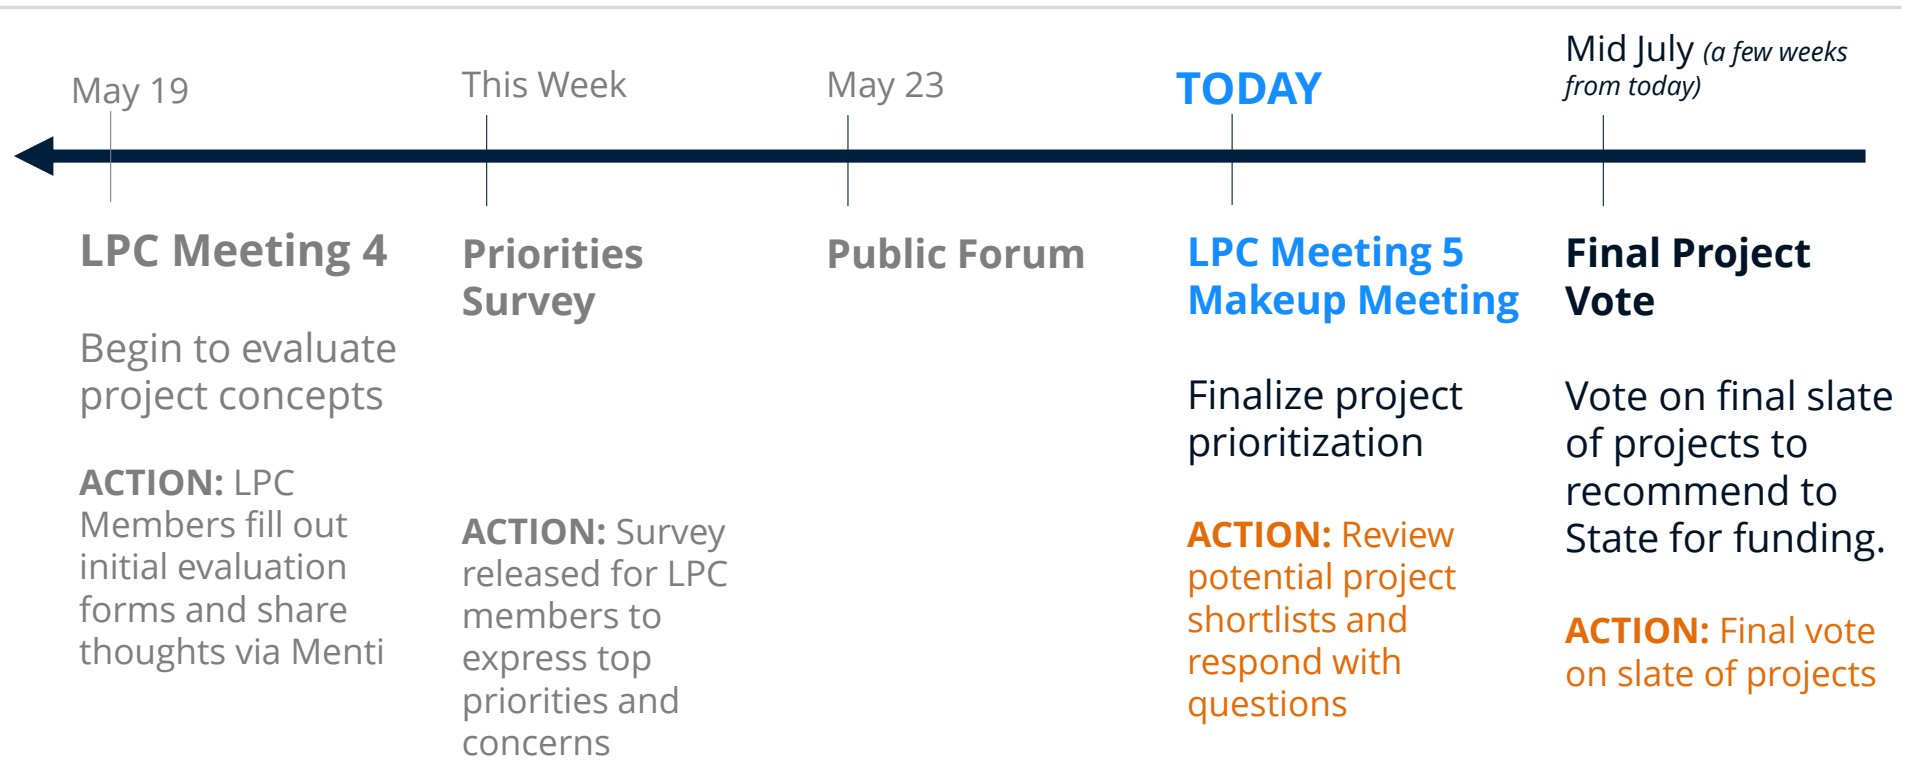 May 19
LPC Meeting 4
Begin to evaluate
project concepts
ACTION: LPC
Members fill out
initial evaluation
forms and share
thoughts via Menti
This Week
Priorities
Survey
ACTION: Survey
released for LPC
members to
express top
priorities and
concerns
May 23
Public Forum
TODAY
LPC Meeting 5
Makeup Meeting
Finalize project
prioritization
ACTION: Review
potential project
shortlists and
respond with
questions
Mid July (a few weeks
from today)
Final Project
Vote
Vote on final slate
of projects to
recommend to
State for funding.
ACTION: Final vote
on slate of projects